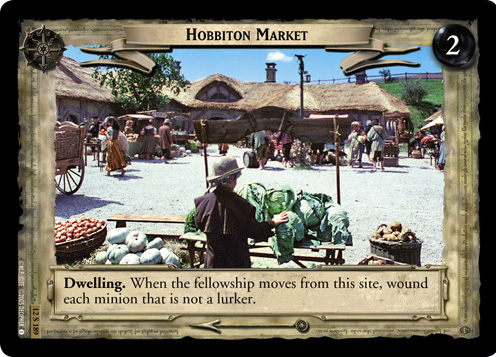 HOBBITON MARKET
2
Dwelling. When the fellowship moves from this site, wound
each minion that is not a lurker.
12 S 189